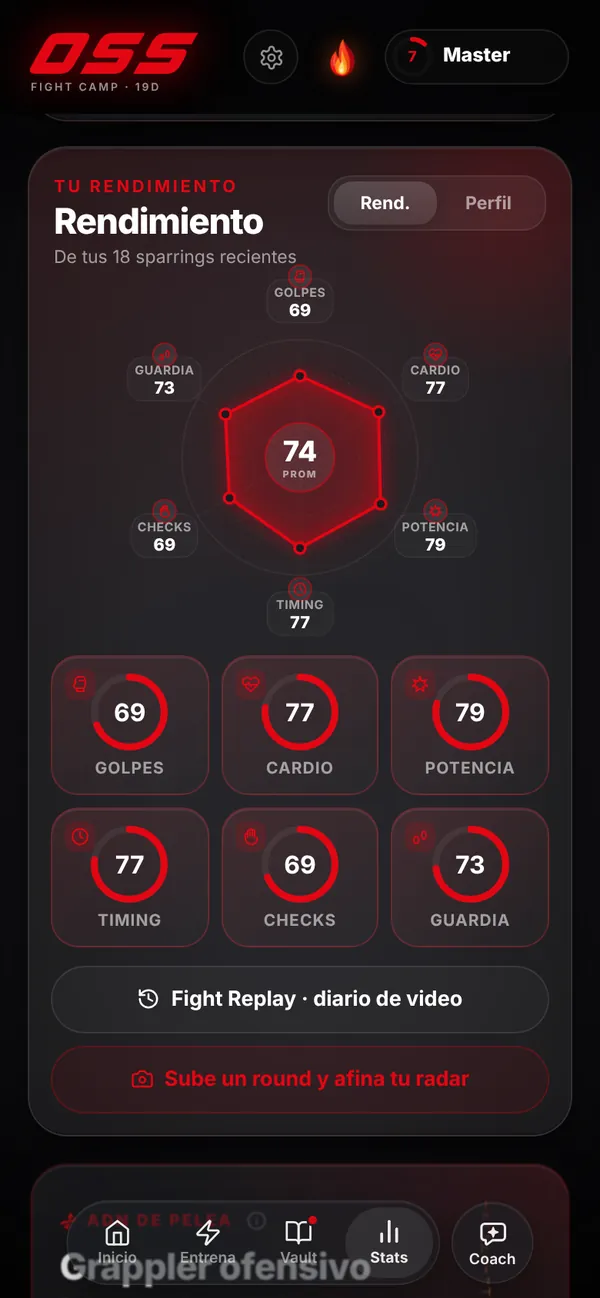 OSS
FIGHT CAMP · 19D
7
Master
TU RENDIMIENTO
Rendimiento
De tus 18 sparrings recientes
Rend.
Perfil
GOLPES
69
GUARDIA
73
CARDIO
77
74
PROM
CHECKS
69
POTENCIA
79
TIMING
77
69
GOLPES
77
CARDIO
79
POTENCIA
77
TIMING
69
CHECKS
73
GUARDIA
Fight Replay · diario de video
Sube un round y afina tu radar
ADN DE PELEA
Grappler ofensivo
Inicio
Entrena
Vault
Stats
Coach